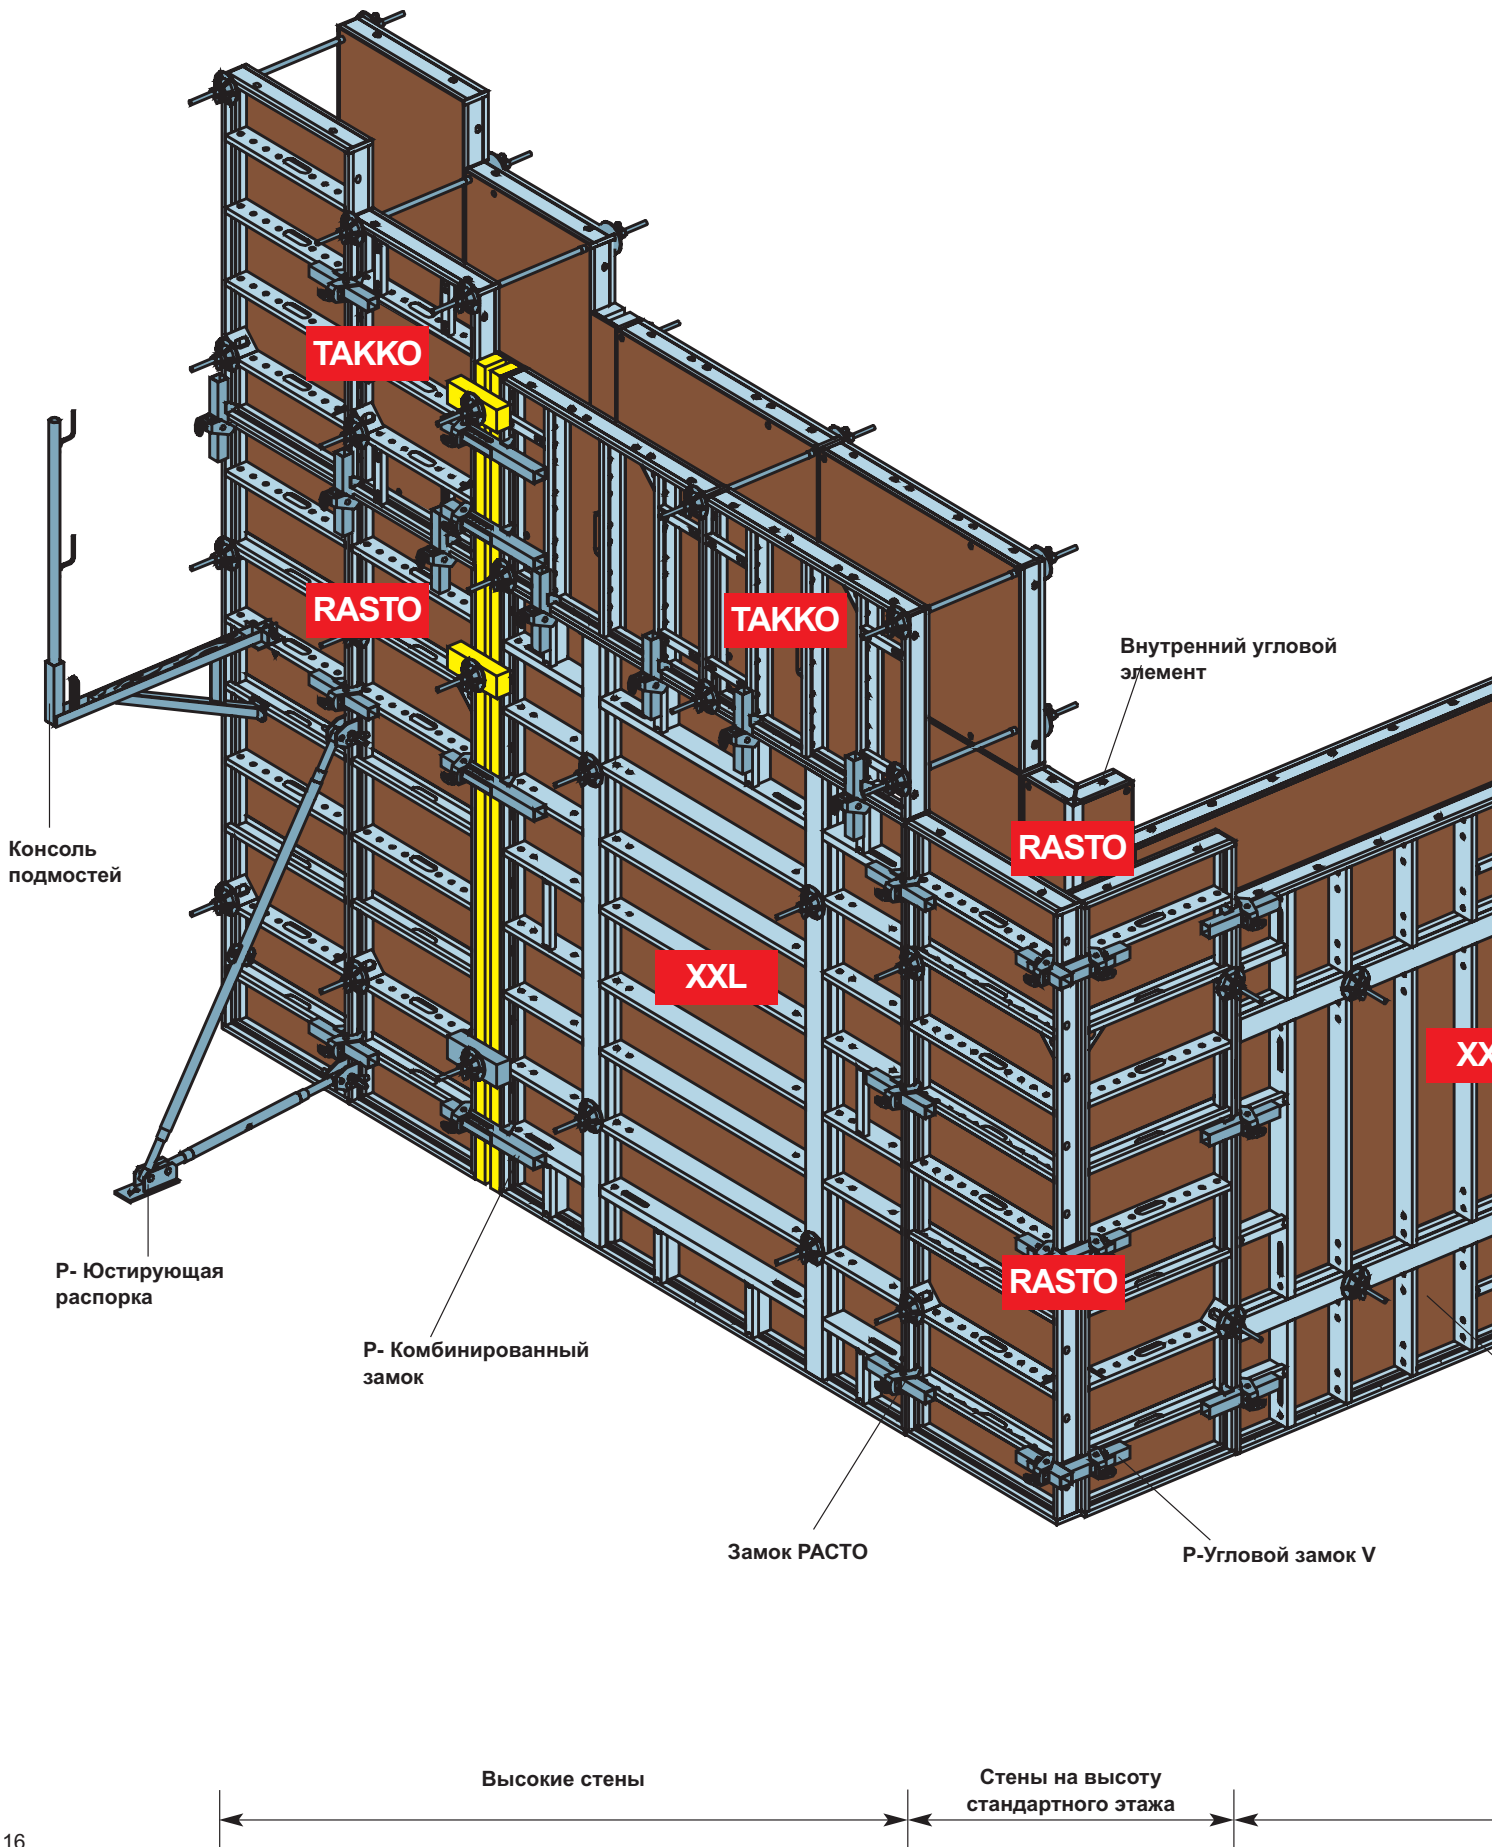 TAKKO
RASTO
TAKKO
Внутренний угловой
элемент
RASTO
Консоль
подмостей
XXL
XX
RASTO
Р- Юстирующая
распорка
Р- Комбинированный
замок
Замок РАСТО
Р-Угловой замок V
Высокие стены
Стены на высоту
стандартного этажа
16